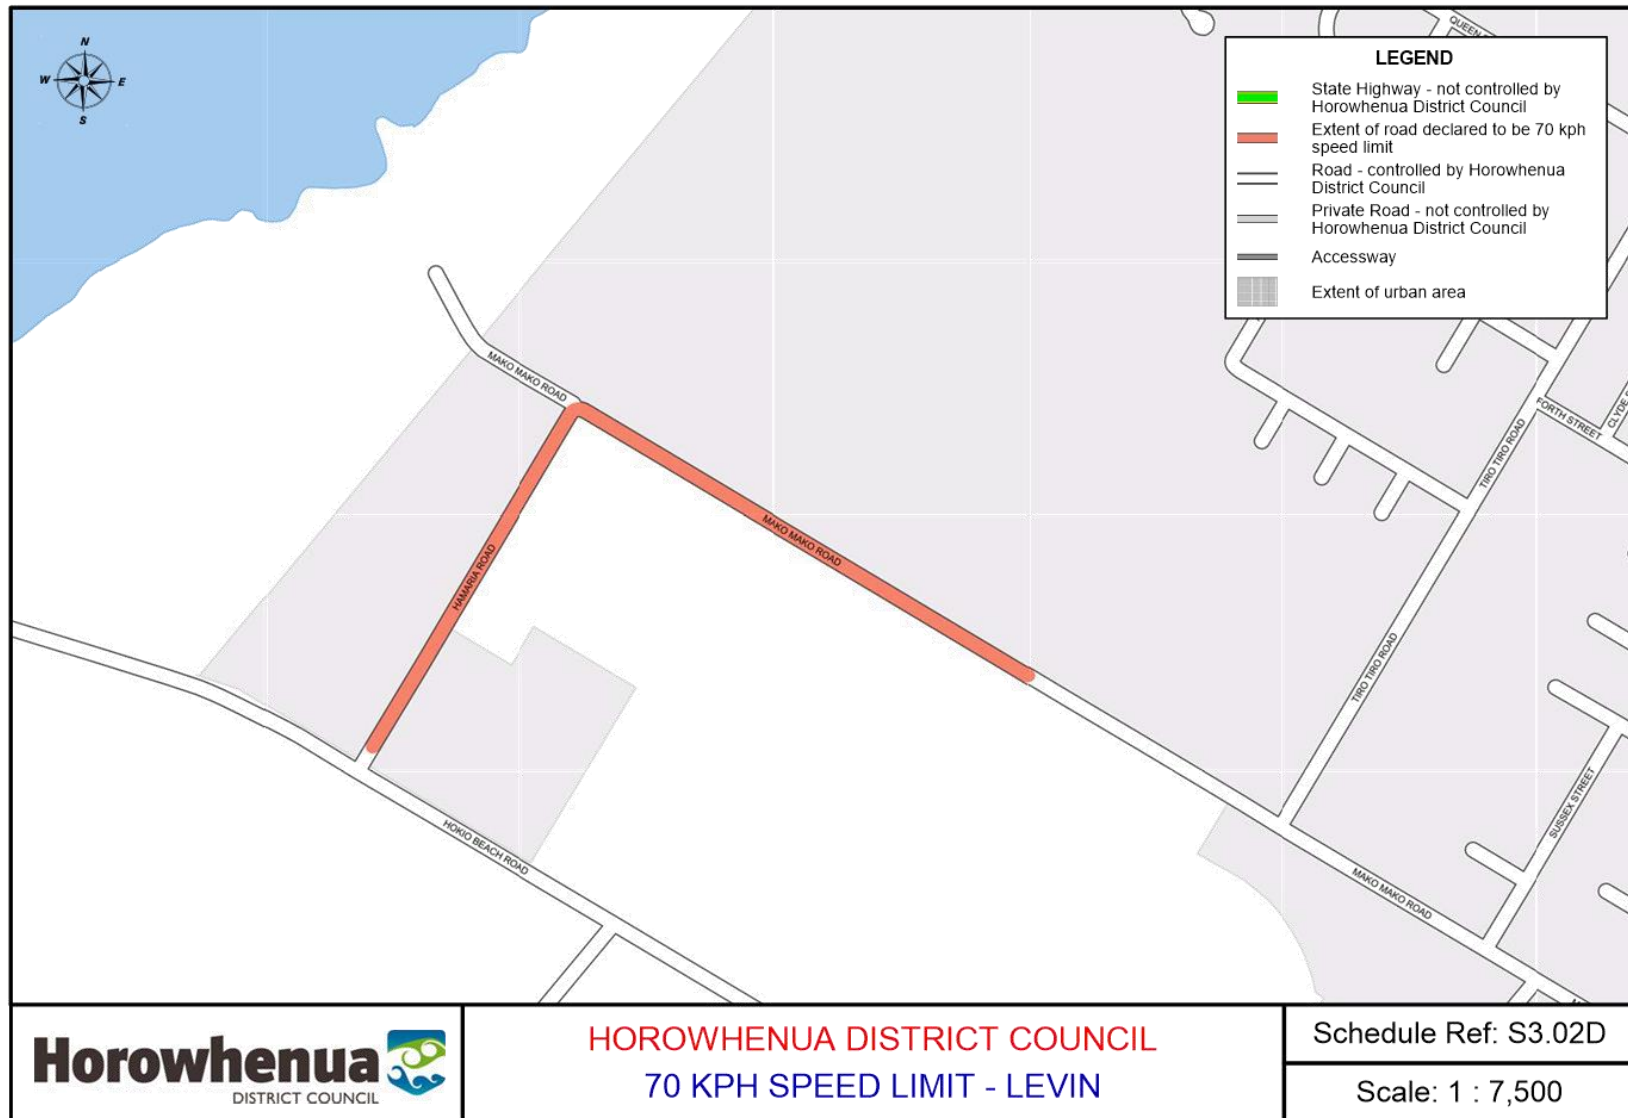 N
W E
S
QUEEN
LEGEND
State Highway - not controlled by
Horowhenua District Council
Extent of road declared to be 70 kph
speed limit
Road - controlled by Horowhenua
District Council
Private Road - not controlled by
Horowhenua District Council
Accessway
Extent of urban area
MAKO MAKO ROAD
FORTH STREET
CLYDE
TIRO TIRO ROAD
MAKO MAKO ROAD
HAMARIA ROAD
TIRO TIRO ROAD
SUSSEX STREET
HOKIO BEACH ROAD
MAKO MAKO ROAD
Horowhenua
DISTRICT COUNCIL
HOROWHENUA DISTRICT COUNCIL
70 KPH SPEED LIMIT - LEVIN
Schedule Ref: S3.02D
Scale: 1 : 7,500